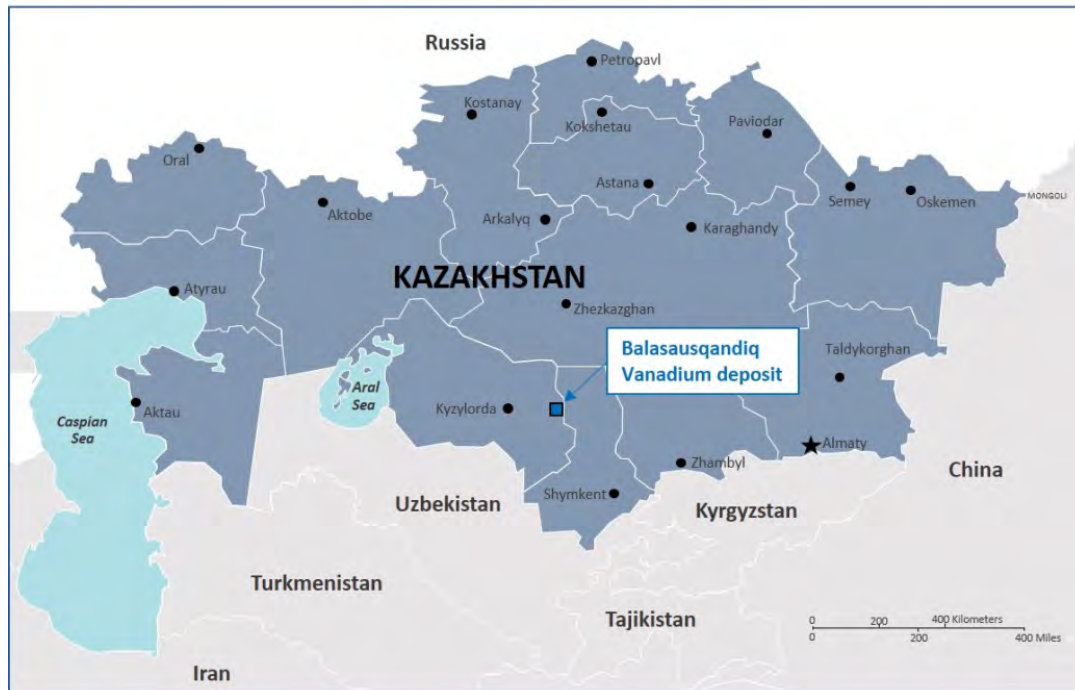 Russia
Petropavl
Kostanay
Kokshetau
Pavlodar
Oral
Astana
Semey
Oskemen
MONGOLI
Aktobe
Arkalyq
Karaghandy
KAZAKHSTAN
Atyrau
Zhezkazghan
Balasausqandiq
Vanadium deposit
Taldykorghan
Aral
Sea
Kyzylorda
Aktau
Caspian
Sea
Almaty
Zhambyl
China
Shymkent
Uzbekistan
Kyrgyzstan
Turkmenistan
Tajikistan
0 200 400 Kilometers
0 200 400 Miles
Iran